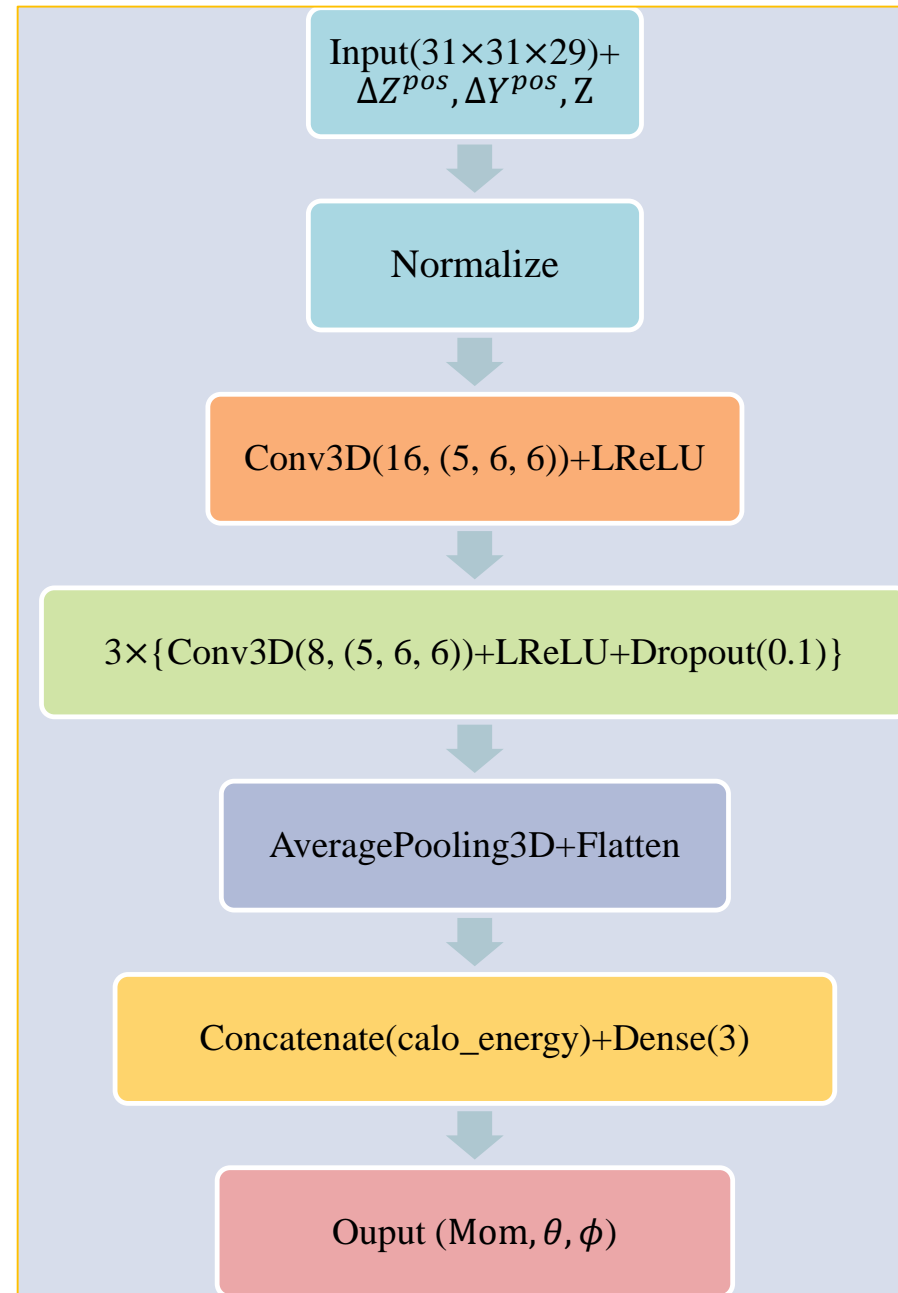 Input(31×31×29)+
ΔZ^pos, ΔY^pos, Z
Normalize
Conv3D(16, (5, 6, 6))+LReLU
3×{Conv3D(8, (5, 6, 6))+LReLU+Dropout(0.1)}
AveragePooling3D+Flatten
Concatenate(calo_energy)+Dense(3)
Ouput (Mom, θ, ϕ)